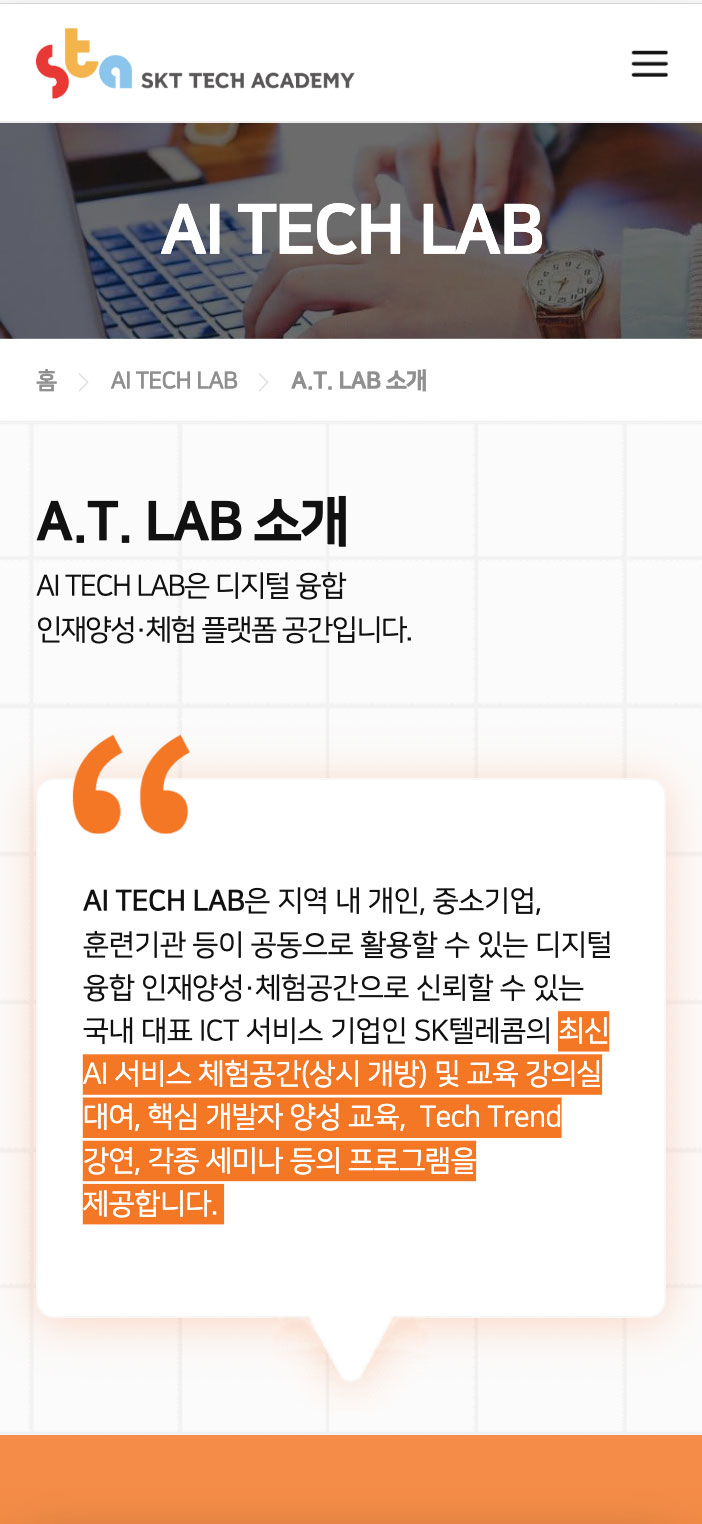 sta SKT TECH ACADEMY
AI TECH LAB
홈 > AI TECH LAB > A.T. LAB 소개
A.T. LAB 소개
AI TECH LAB은 디지털 융합
인재양성·체험 플랫폼 공간입니다.
“
AI TECH LAB은 지역 내 개인, 중소기업,
훈련기관 등이 공동으로 활용할 수 있는 디지털
융합 인재양성·체험공간으로 신뢰할 수 있는
국내 대표 ICT 서비스 기업인 SK텔레콤의 최신
AI 서비스 체험공간(상시 개방) 및 교육 강의실
대여, 핵심 개발자 양성 교육, Tech Trend
강연, 각종 세미나 등의 프로그램을
제공합니다.